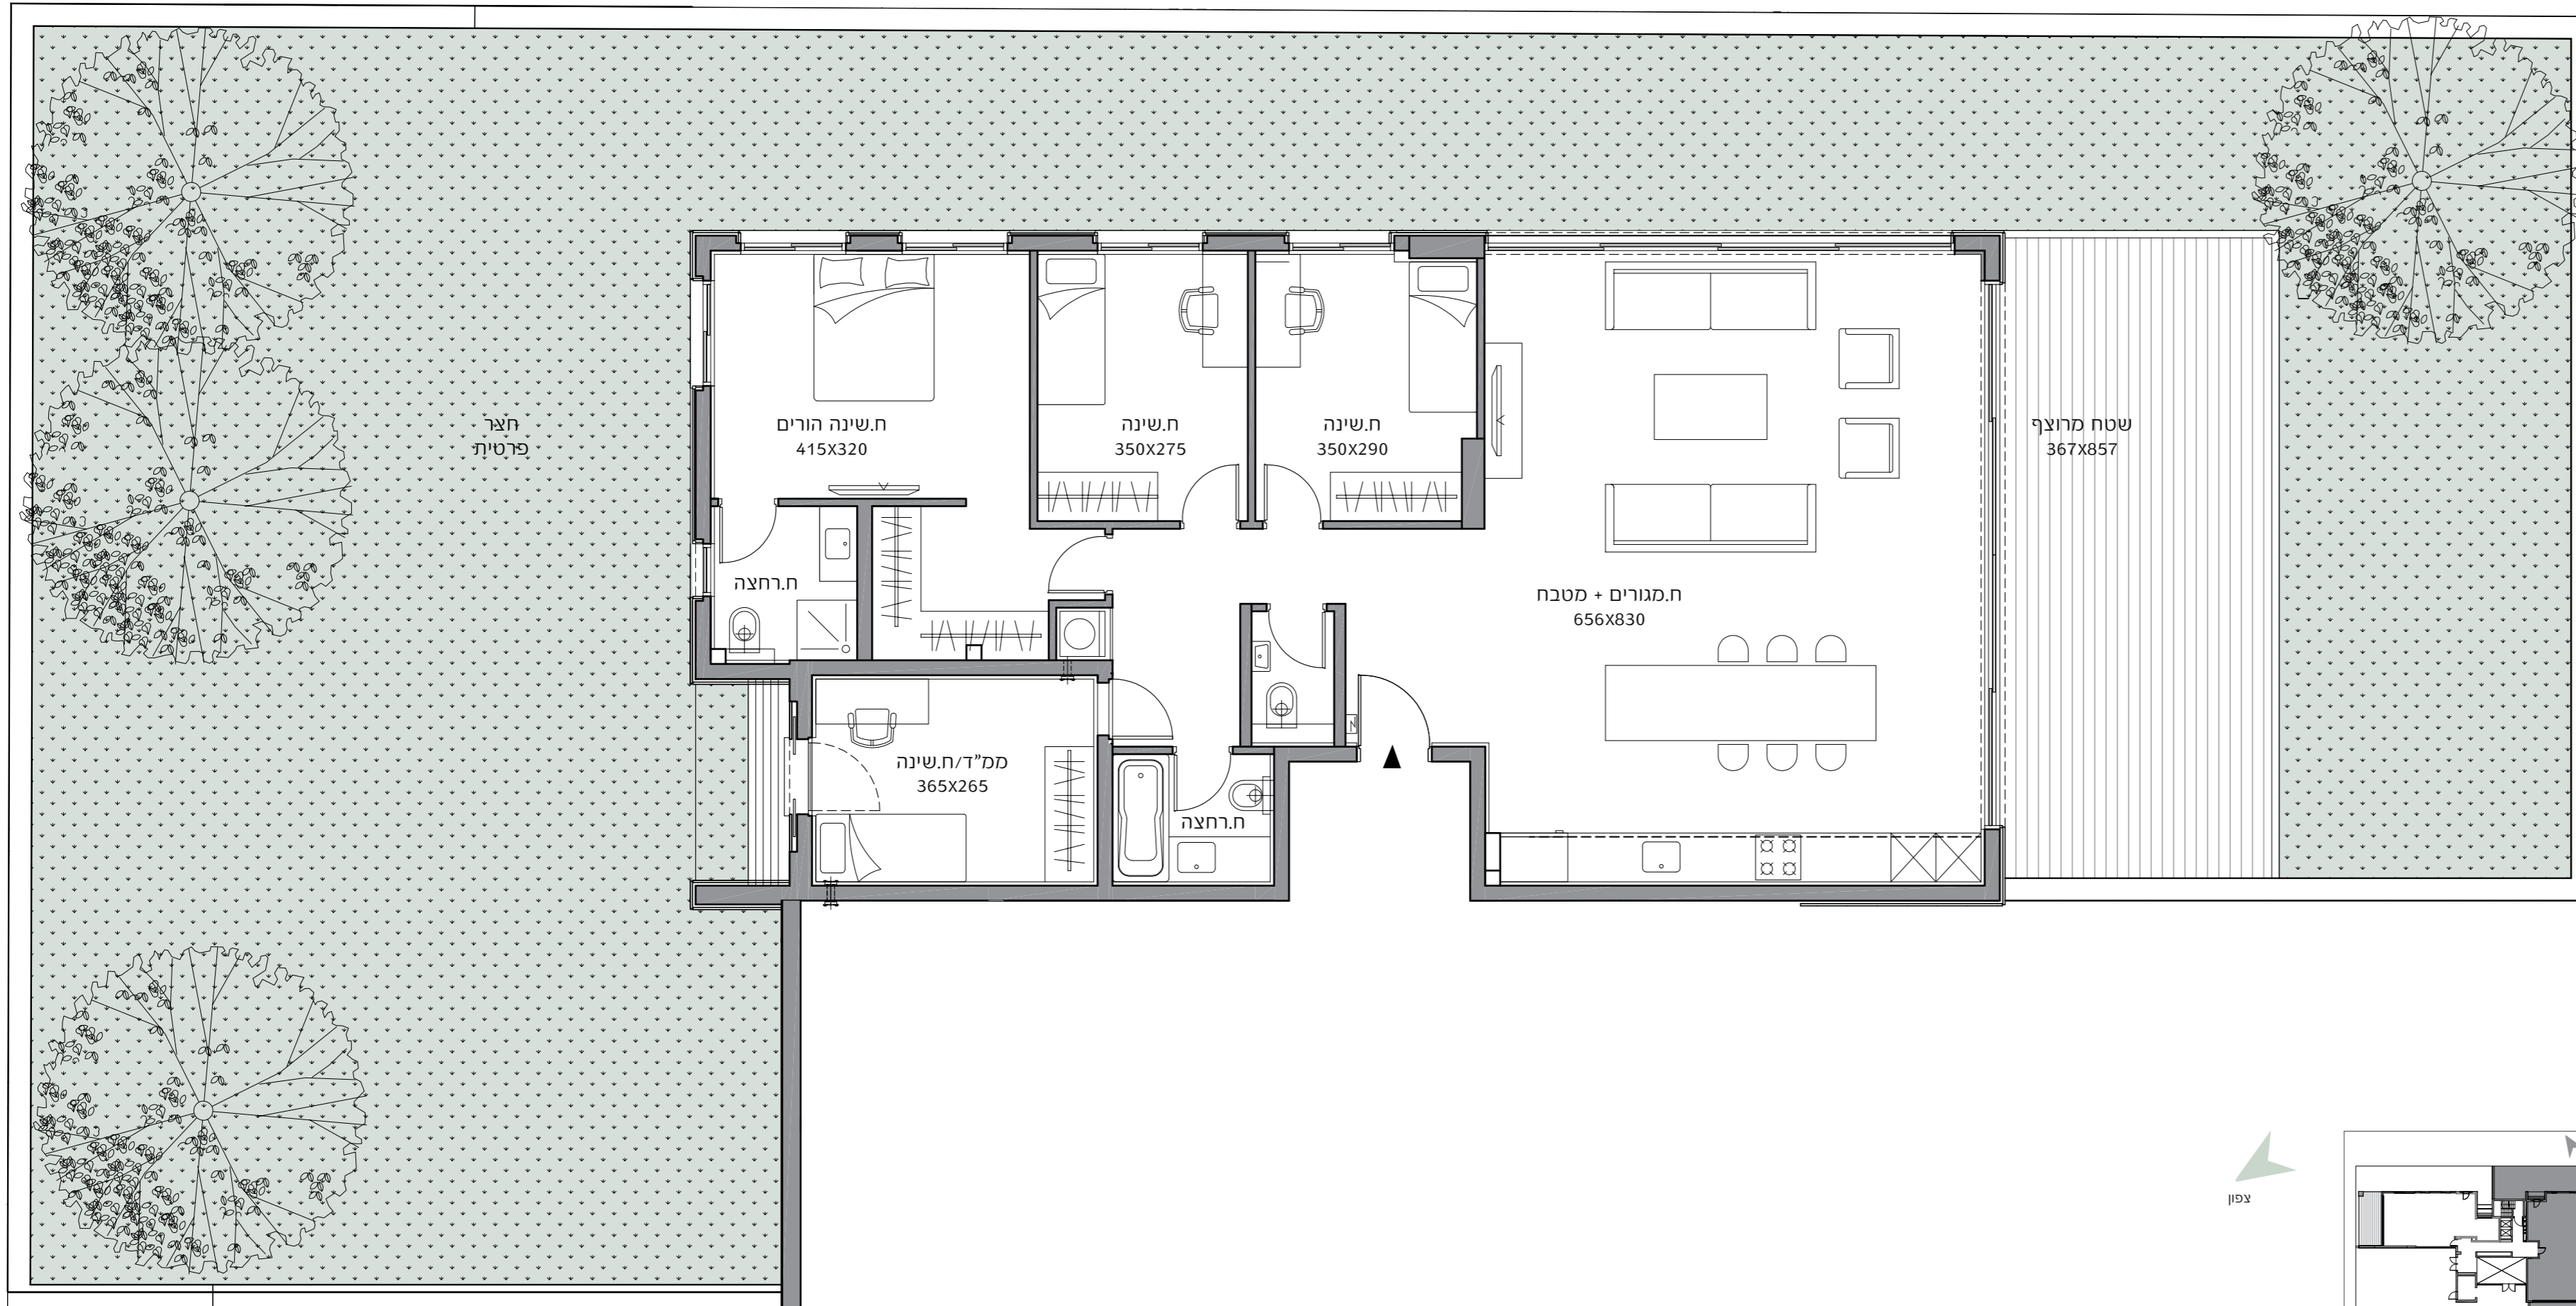 חצר
פרטית
ח.שינה הורים
415X320
ח.שינה
350X275
ח.שינה
350X290
שטח מרוצף
367X857
ח.רחצה
ח.מגורים + מטבח
656X830
ממ"ד/ח.שינה
365X265
ח.רחצה
צפון